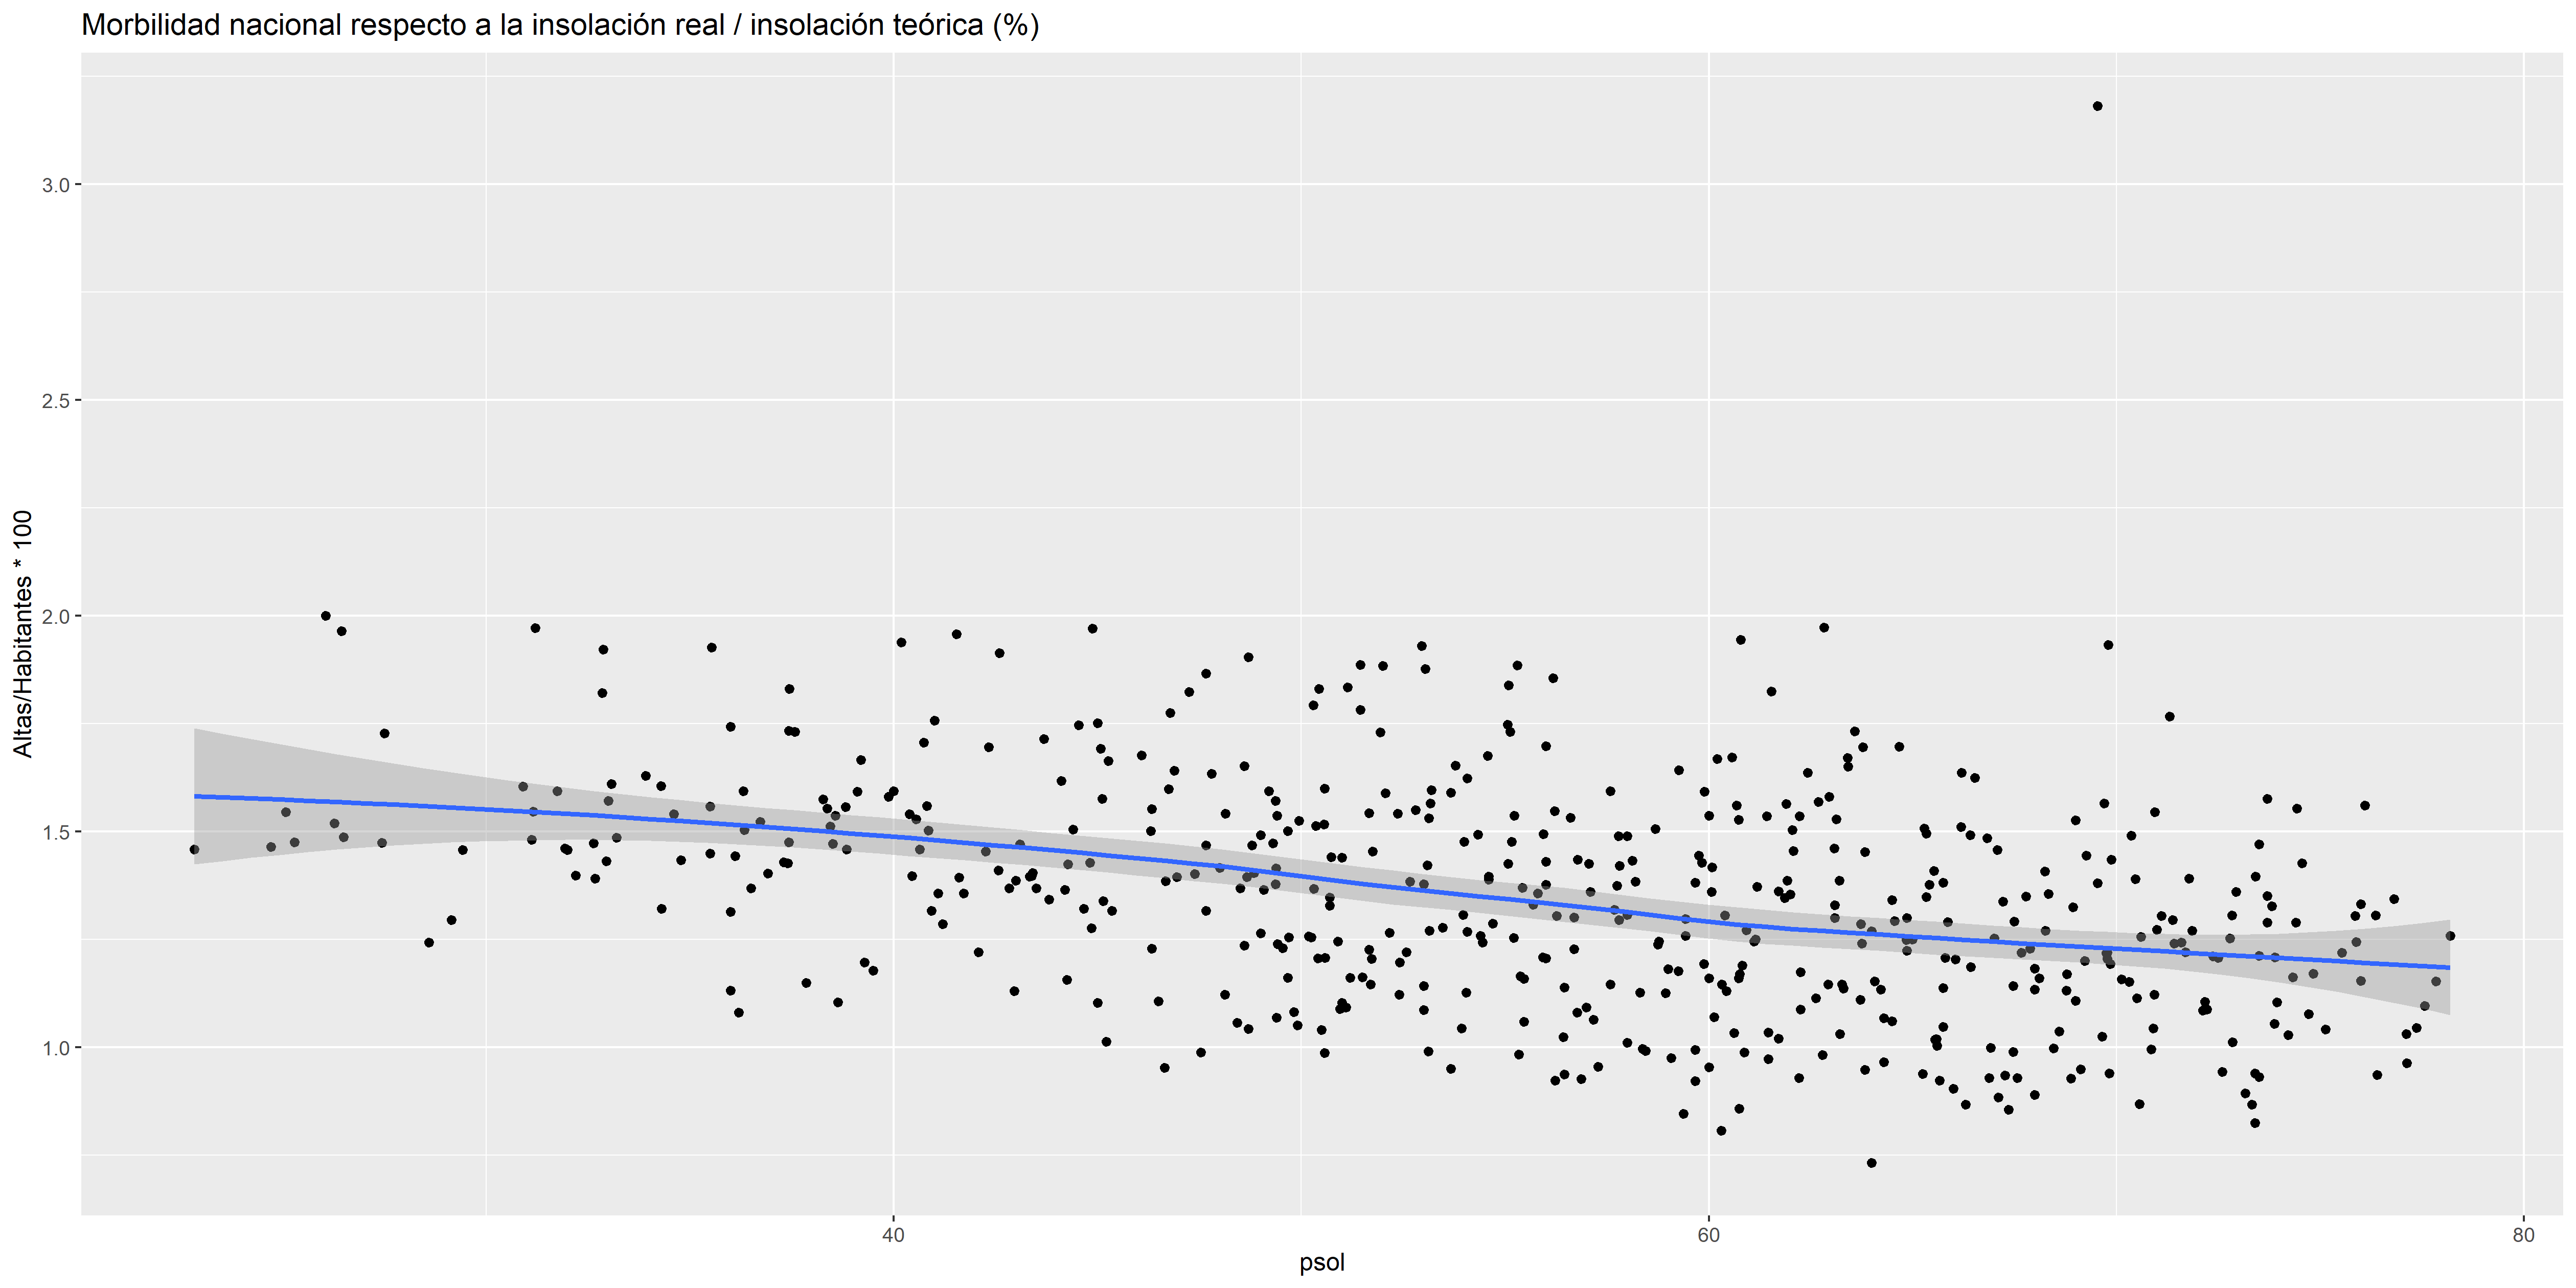 Morbilidad nacional respecto a la insolación real / insolación teórica (%)
Altas/Habitantes * 100
3.0
2.5
2.0
1.5
1.0
40
60
80
psol